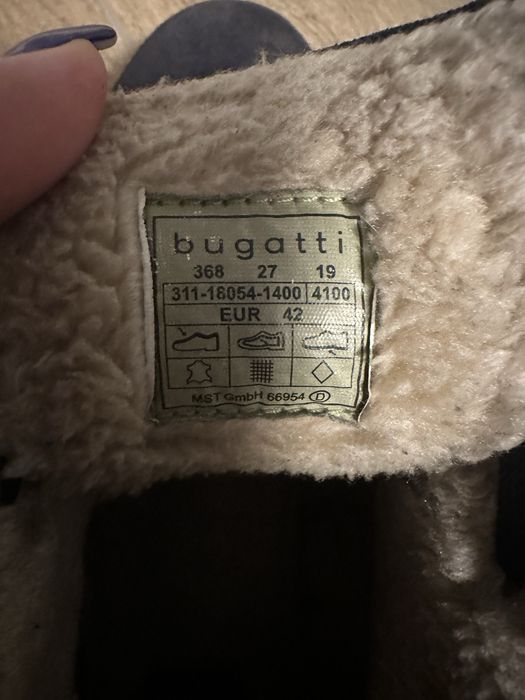 bugatti
368 27 19
311-18054-1400 4100
EUR 42
MST GmbH 66954 D